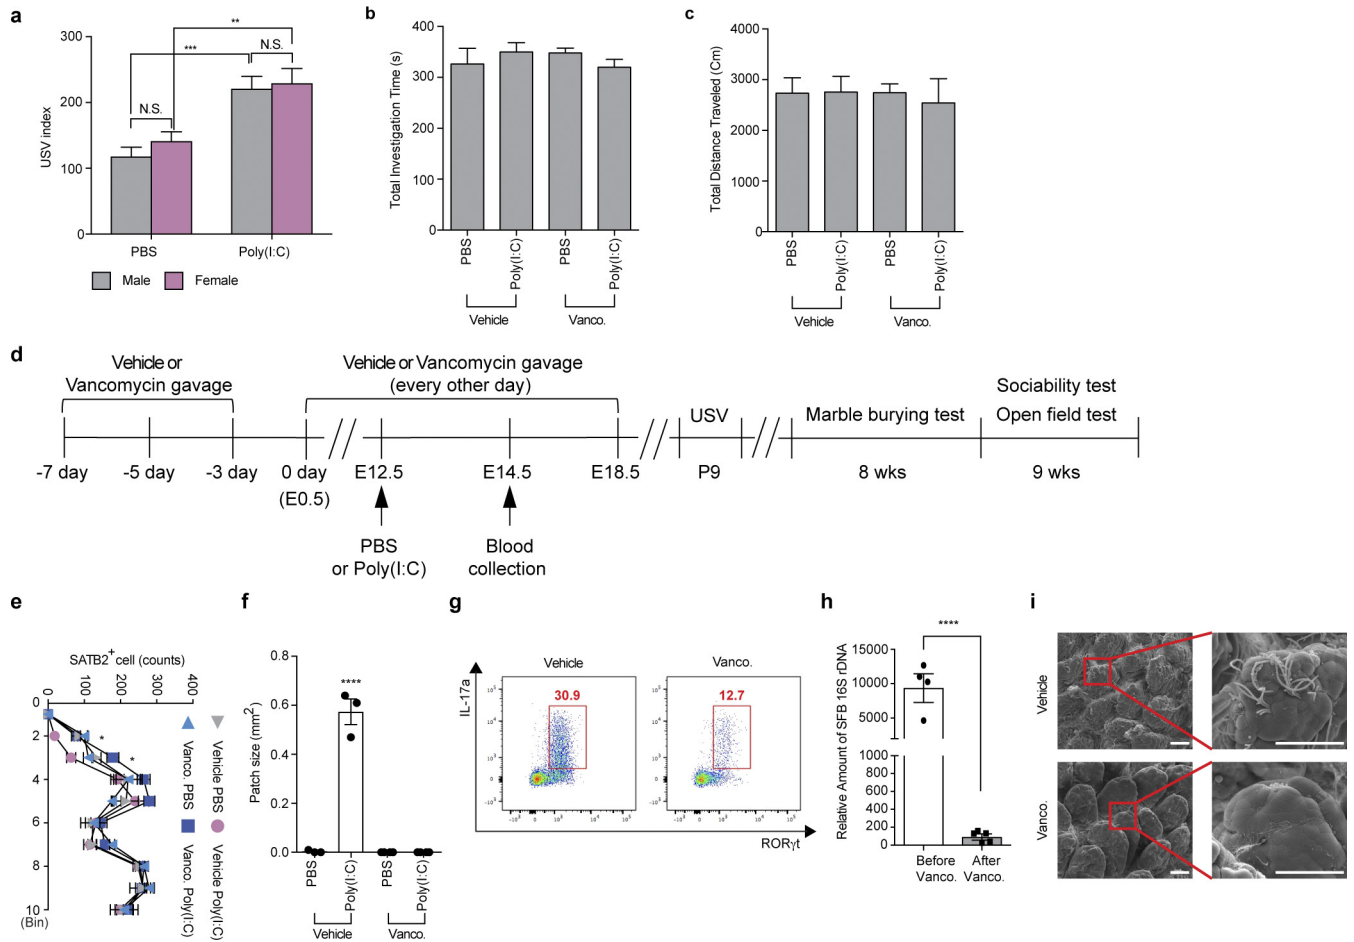 a
USV index
300
200
100
0
***
**
N.S.
N.S.
PBS
Poly(I:C)
Male
Female
b
Total Investigation Time (s)
400
300
200
100
0
PBS
Poly(I:C)
PBS
Poly(I:C)
Vehicle
Vanco.
c
Total Distance Traveled (Cm)
4000
3000
2000
1000
0
PBS
Poly(I:C)
PBS
Poly(I:C)
Vehicle
Vanco.
d
Vehicle or
Vancomycin gavage
Vehicle or Vancomycin gavage
(every other day)
USV
Marble burying test
Sociability test
Open field test
-7 day
-5 day
-3 day
0 day
(E0.5)
E12.5
E14.5
E18.5
P9
8 wks
9 wks
PBS
or Poly(I:C)
Blood
collection
e
SATB2+ cell (counts)
0
100
200
300
400
0
2
4
6
8
10
(Bin)
*
*
Vanco. PBS
Vehicle PBS
Vanco. Poly(I:C)
Vehicle Poly(I:C)
f
Patch size (mm2)
0.8
0.6
0.4
0.2
0.0
****
PBS
Poly(I:C)
PBS
Poly(I:C)
Vehicle
Vanco.
g
IL-17a
Vehicle
30.9
Vanco.
12.7
RORγt
h
Relative Amount of SFB 16S rDNA
****
15000
10000
5000
1000
800
600
400
200
0
Before
Vanco.
After
Vanco.
i
Vehicle
Vanco.